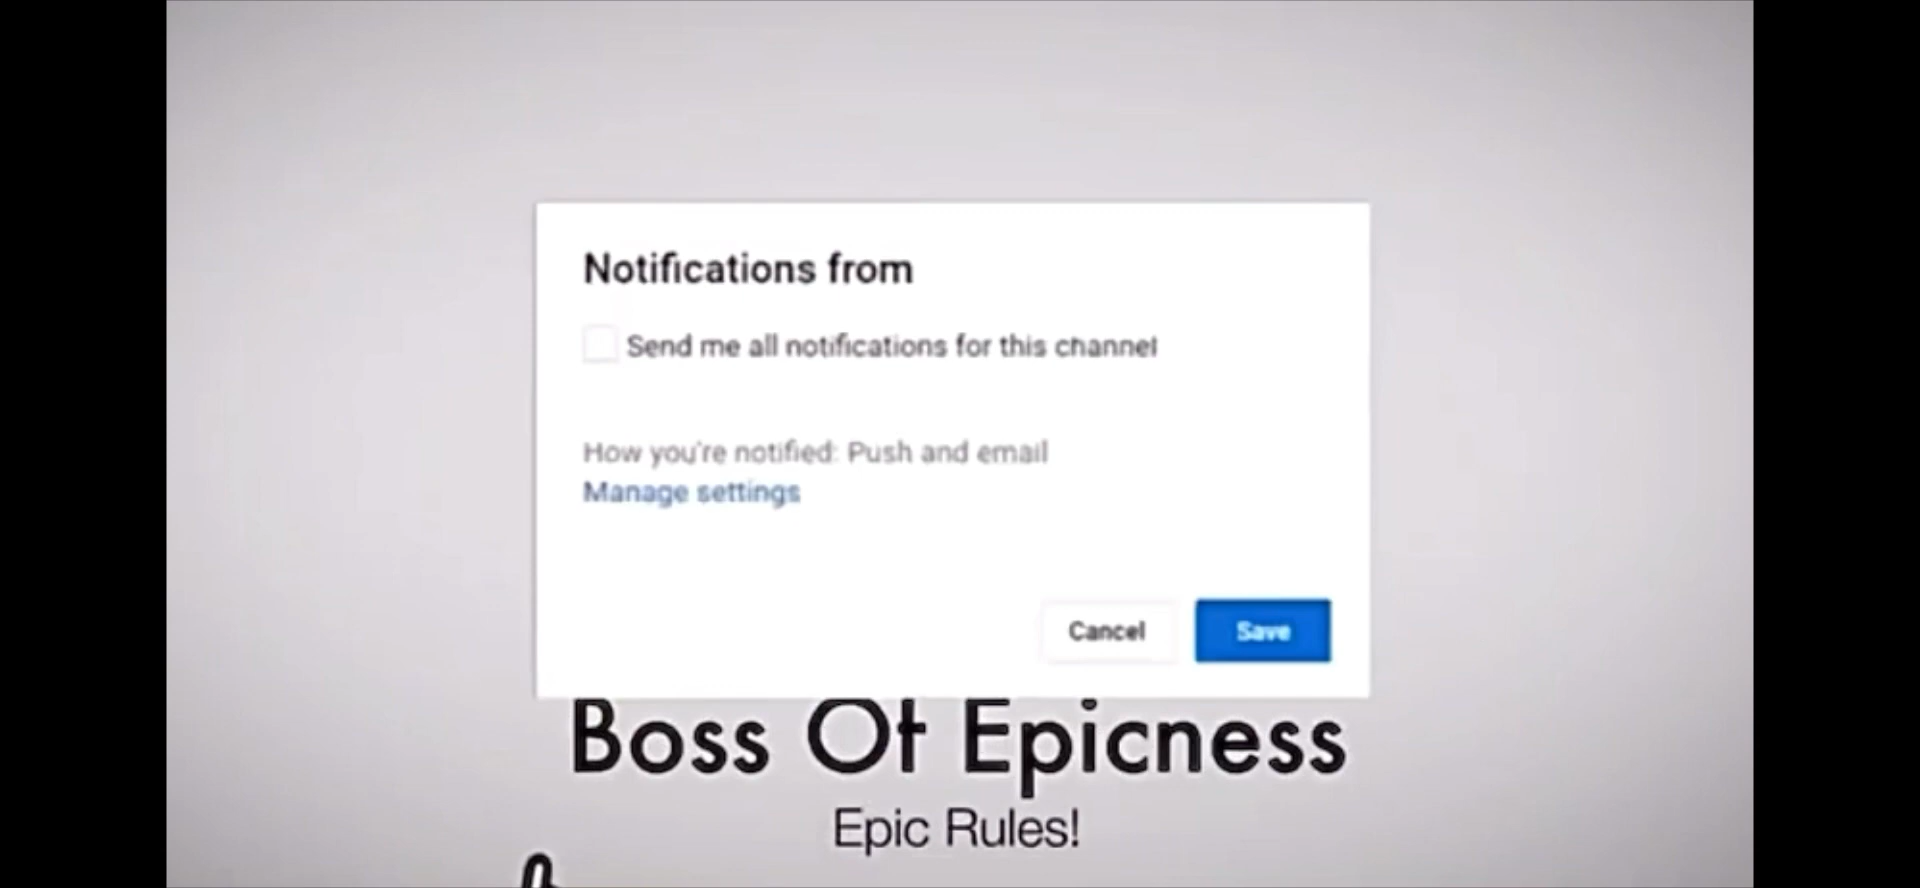 Notifications from
Send me all notifications for this channel
How you're notified: Push and email
Manage settings
Cancel
Save
Boss Of Epicness
Epic Rules!